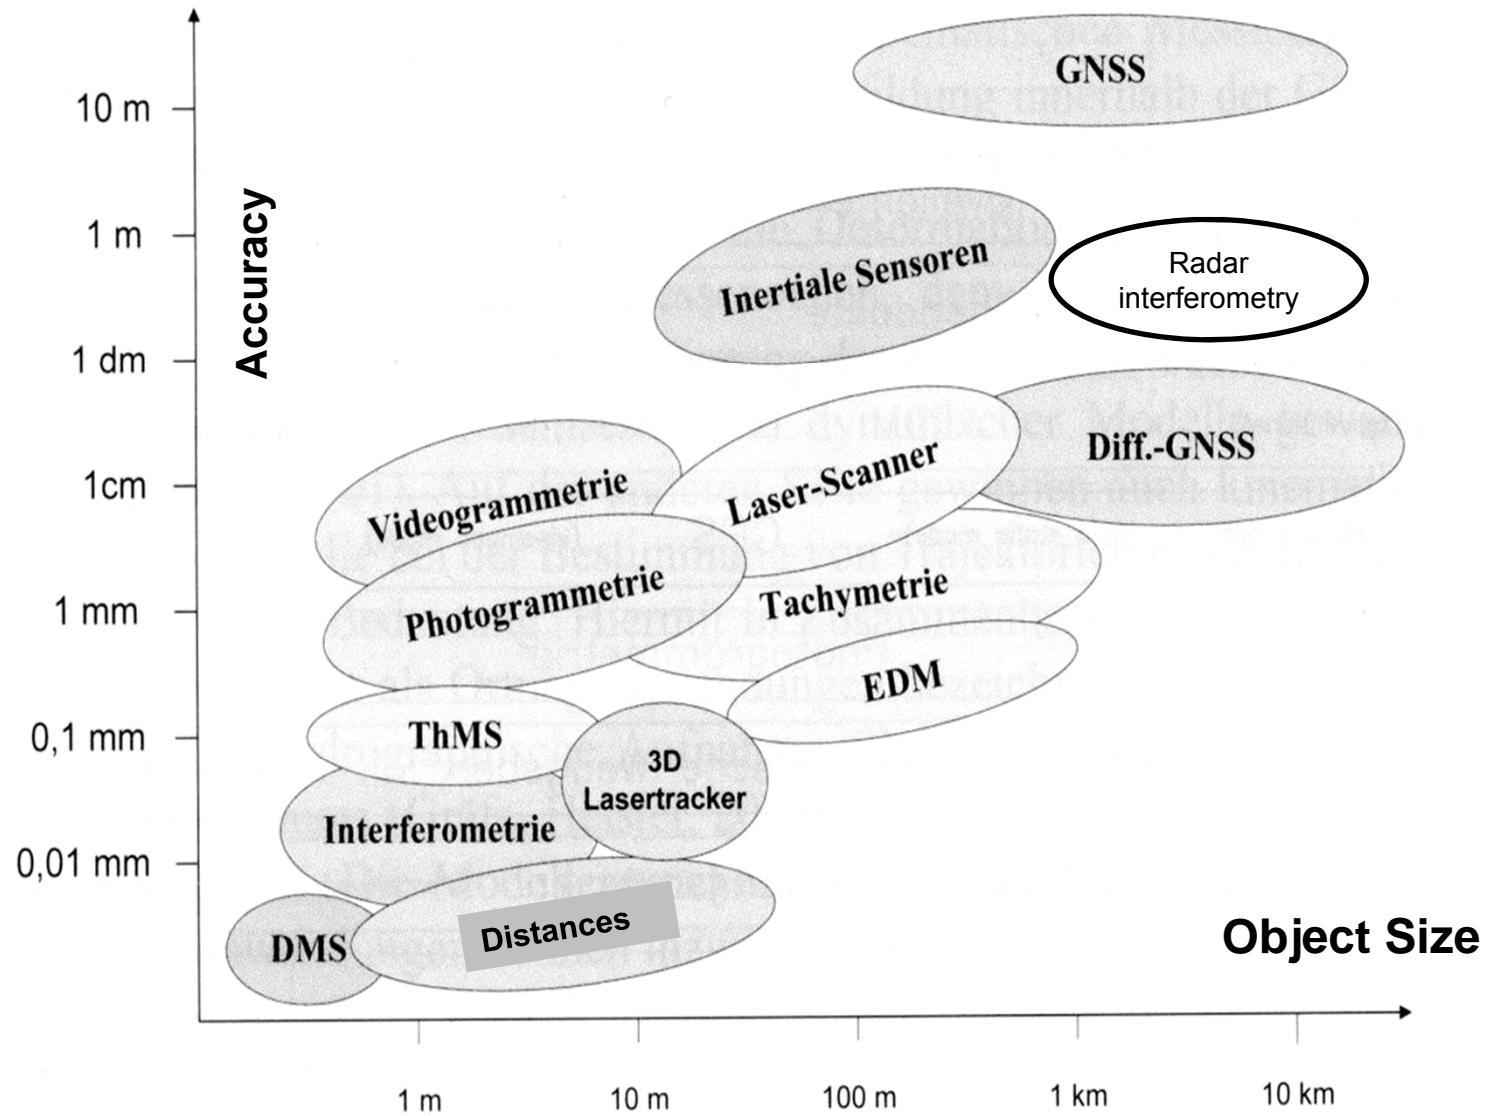 10 m
1 m
1 dm
1cm
1 mm
0,1 mm
0,01 mm
Accuracy
GNSS
Inertiale Sensoren
Radar
interferometry
Diff.-GNSS
Laser-Scanner
Videogrammetrie
Photogrammetrie
Tachymetrie
EDM
ThMS
3D
Lasertracker
Interferometrie
DMS
Distances
Object Size
1 m
10 m
100 m
1 km
10 km